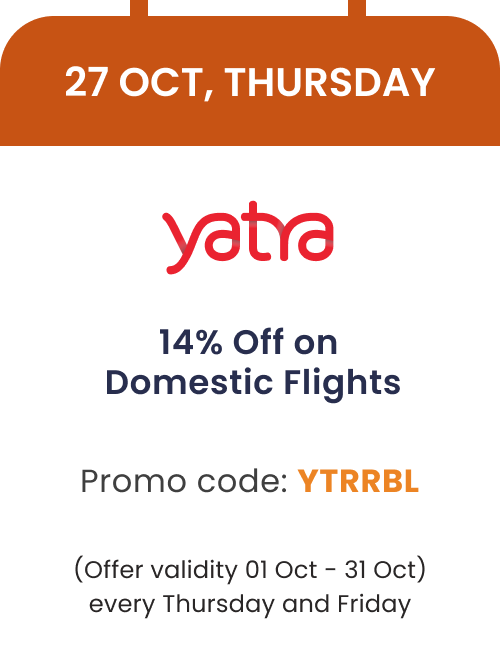 27 OCT, THURSDAY
yatra
14% Off on
Domestic Flights
Promo code: YTRRBL
(Offer validity 01 Oct - 31 Oct)
every Thursday and Friday